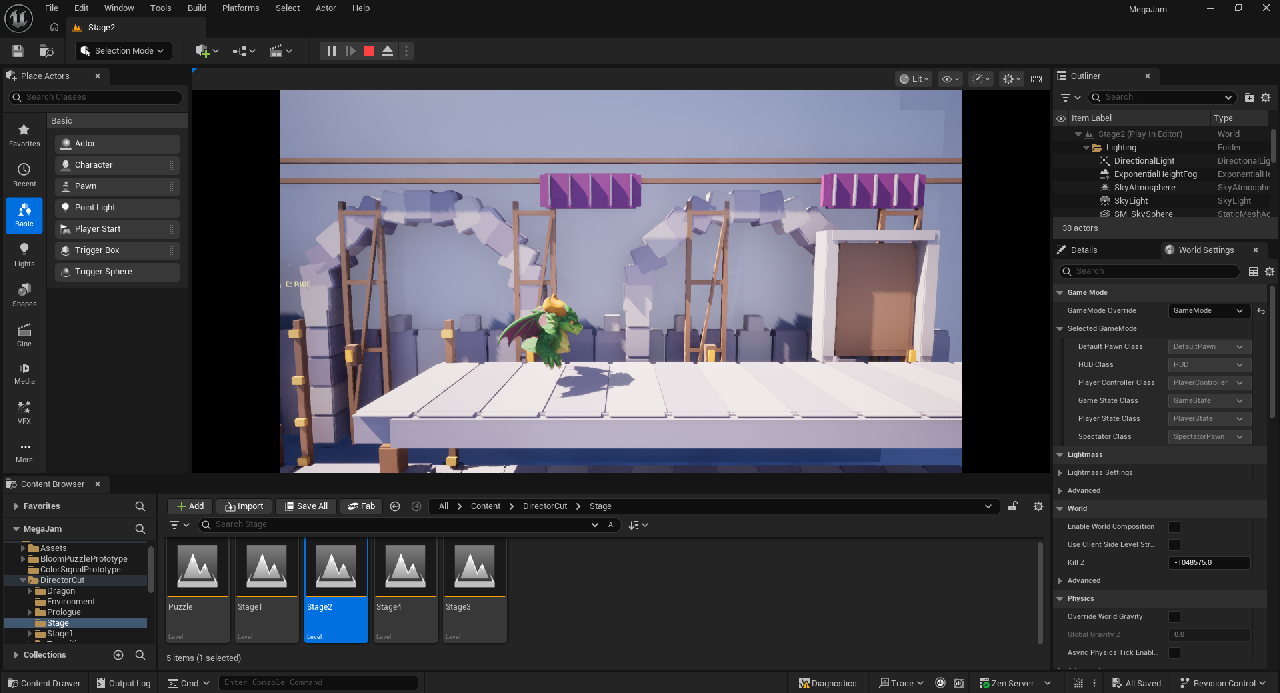 File Edit Window Tools Build Platforms Select Actor Help
MegaJam
Stage2
Selection Mode
Place Actors
Search Classes
Favorites
Recent
Basic
Lights
Shapes
Cine
Media
VFX
More
Basic
Actor
Character
Pawn
Point Light
Player Start
Trigger Box
Trigger Sphere
Lit
E: RIDE
Outliner
Search...
Item Label Type
Stage2 (Play In Editor) World
Lighting Folder
DirectionalLight DirectionalLig
ExponentialHeightFog ExponentialHe
SkyAtmosphere SkyAtmosphe
SkyLight SkyLight
SM_SkySphere StaticMeshAc
38 actors
Details World Settings
Search
Game Mode
GameMode Override GameMode
Selected GameMode
Default Pawn Class DefaultPawn
HUD Class HUD
Player Controller Class PlayerController
Game State Class GameState
Player State Class PlayerState
Spectator Class SpectatorPawn
Lightmass
Lightmass Settings
Advanced
World
Enable World Composition
Use Client Side Level Str...
Kill Z -1048575.0
Advanced
Physics
Override World Gravity
Global Gravity Z 0.0
Async Physics Tick Enabl...
Content Browser
Favorites
MegaJam
Assets
BloomPuzzlePrototype
ColorSignalPrototype
DirectorCut
Dragon
Environment
Prologue
Stage
Stage1
Collections
Add Import Save All Fab All Content DirectorCut Stage
Search Stage
Puzzle Stage1 Stage2 Stage4 Stage3
Level Level Level Level Level
5 items (1 selected)
Content Drawer Output Log Cmd Enter Console Command Diagnostics Trace Zen Server All Saved Revision Control